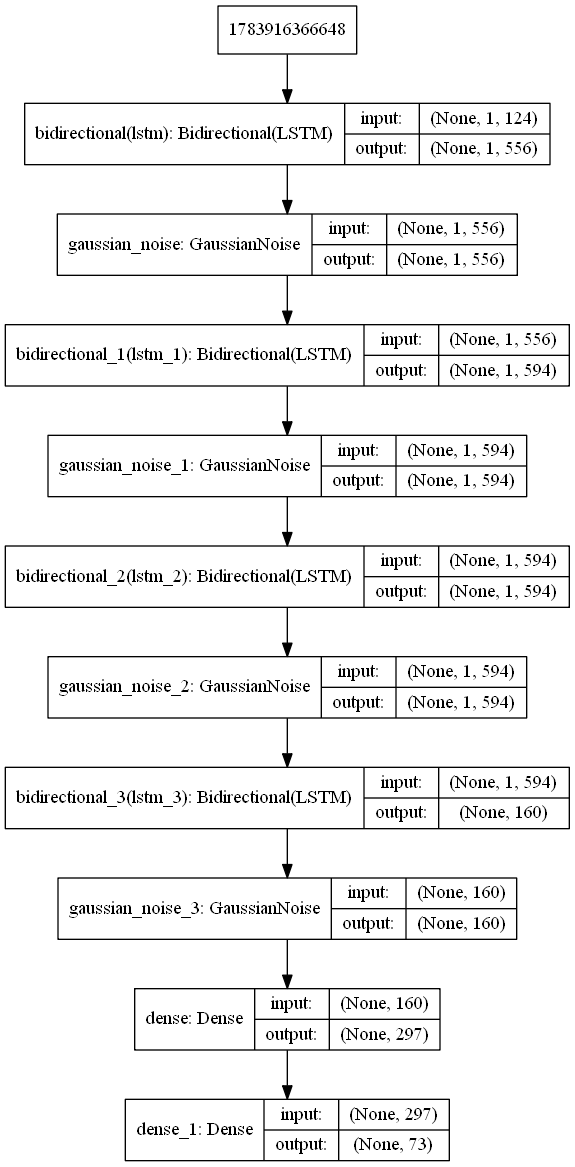 1783916366648
bidirectional(lstm): Bidirectional(LSTM)
input: (None, 1, 124)
output: (None, 1, 556)
gaussian_noise: GaussianNoise
input: (None, 1, 556)
output: (None, 1, 556)
bidirectional_1(lstm_1): Bidirectional(LSTM)
input: (None, 1, 556)
output: (None, 1, 594)
gaussian_noise_1: GaussianNoise
input: (None, 1, 594)
output: (None, 1, 594)
bidirectional_2(lstm_2): Bidirectional(LSTM)
input: (None, 1, 594)
output: (None, 1, 594)
gaussian_noise_2: GaussianNoise
input: (None, 1, 594)
output: (None, 1, 594)
bidirectional_3(lstm_3): Bidirectional(LSTM)
input: (None, 1, 594)
output: (None, 160)
gaussian_noise_3: GaussianNoise
input: (None, 160)
output: (None, 160)
dense: Dense
input: (None, 160)
output: (None, 297)
dense_1: Dense
input: (None, 297)
output: (None, 73)